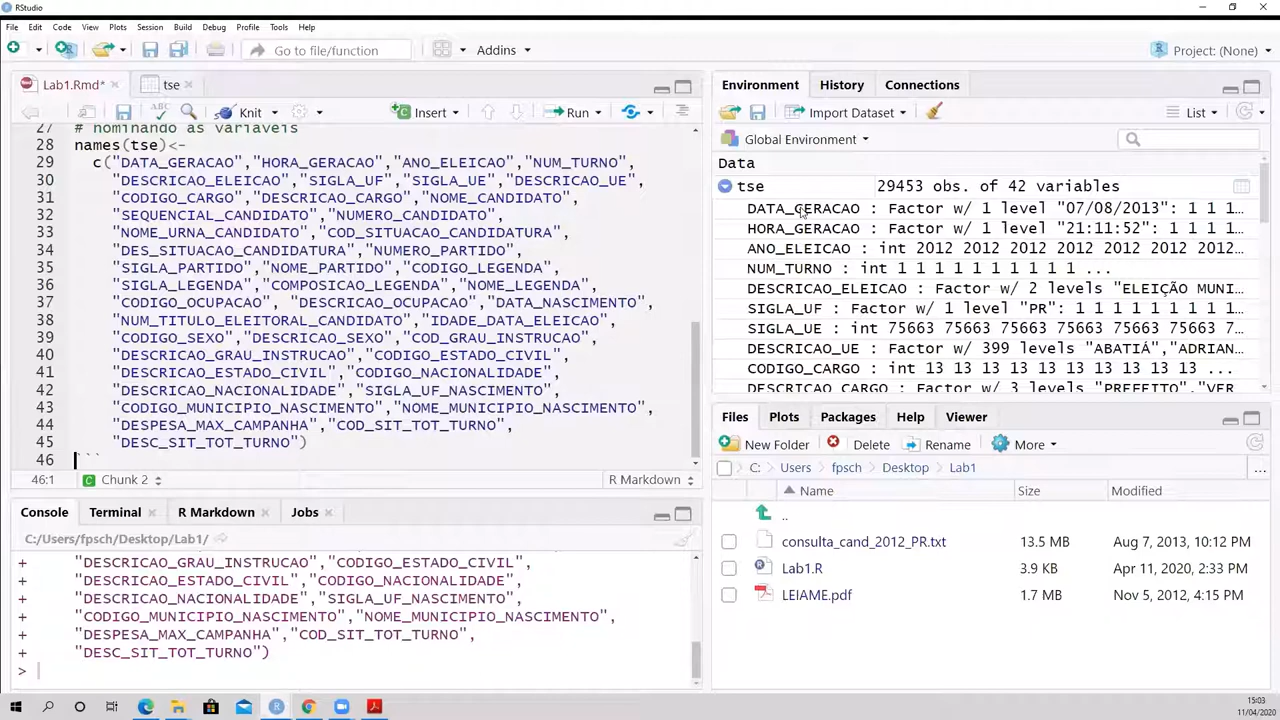 RStudio
File Edit Code View Plots Session Build Debug Profile Tools Help
Go to file/function
Addins
Project: (None)
Lab1.Rmd*
tse
ABC
Knit
Insert
Run
27 # nominando as variaveis
28 names(tse)<-
29 c("DATA_GERACAO","HORA_GERACAO","ANO_ELEICAO","NUM_TURNO",
30 "DESCRICAO_ELEICAO","SIGLA_UF","SIGLA_UE","DESCRICAO_UE",
31 "CODIGO_CARGO","DESCRICAO_CARGO","NOME_CANDIDATO",
32 "SEQUENCIAL_CANDIDATO","NUMERO_CANDIDATO",
33 "NOME_URNA_CANDIDATO","COD_SITUACAO_CANDIDATURA",
34 "DES_SITUACAO_CANDIDATURA","NUMERO_PARTIDO",
35 "SIGLA_PARTIDO","NOME_PARTIDO","CODIGO_LEGENDA",
36 "SIGLA_LEGENDA","COMPOSICAO_LEGENDA","NOME_LEGENDA",
37 "CODIGO_OCUPACAO", "DESCRICAO_OCUPACAO","DATA_NASCIMENTO",
38 "NUM_TITULO_ELEITORAL_CANDIDATO","IDADE_DATA_ELEICAO",
39 "CODIGO_SEXO","DESCRICAO_SEXO","COD_GRAU_INSTRUCAO",
40 "DESCRICAO_GRAU_INSTRUCAO","CODIGO_ESTADO_CIVIL",
41 "DESCRICAO_ESTADO_CIVIL","CODIGO_NACIONALIDADE",
42 "DESCRICAO_NACIONALIDADE","SIGLA_UF_NASCIMENTO",
43 "CODIGO_MUNICIPIO_NASCIMENTO","NOME_MUNICIPIO_NASCIMENTO",
44 "DESPESA_MAX_CAMPANHA","COD_SIT_TOT_TURNO",
45 "DESC_SIT_TOT_TURNO")
46 ```
46:1
Chunk 2
R Markdown
Console
Terminal
R Markdown
Jobs
C:/Users/fpsch/Desktop/Lab1/
+ "DESCRICAO_GRAU_INSTRUCAO","CODIGO_ESTADO_CIVIL",
+ "DESCRICAO_ESTADO_CIVIL","CODIGO_NACIONALIDADE",
+ "DESCRICAO_NACIONALIDADE","SIGLA_UF_NASCIMENTO",
+ "CODIGO_MUNICIPIO_NASCIMENTO","NOME_MUNICIPIO_NASCIMENTO",
+ "DESPESA_MAX_CAMPANHA","COD_SIT_TOT_TURNO",
+ "DESC_SIT_TOT_TURNO")
>
Environment
History
Connections
Import Dataset
List
Global Environment
Data
tse 29453 obs. of 42 variables
DATA_GERACAO : Factor w/ 1 level "07/08/2013": 1 1 1…
HORA_GERACAO : Factor w/ 1 level "21:11:52": 1 1 1 1…
ANO_ELEICAO : int 2012 2012 2012 2012 2012 2012 2012…
NUM_TURNO : int 1 1 1 1 1 1 1 1 1 1 ...
DESCRICAO_ELEICAO : Factor w/ 2 levels "ELEIÇÃO MUNI…
SIGLA_UF : Factor w/ 1 level "PR": 1 1 1 1 1 1 1 1…
SIGLA_UE : int 75663 75663 75663 75663 75663 75663 7…
DESCRICAO_UE : Factor w/ 399 levels "ABATIÁ","ADRIAN…
CODIGO_CARGO : int 13 13 13 13 13 13 13 13 13 13 ...
DESCRICAO_CARGO : Factor w/ 3 levels "PREFEITO","VER…
Files
Plots
Packages
Help
Viewer
New Folder
Delete
Rename
More
C: Users fpsch Desktop Lab1
...
Name
Size
Modified
..
consulta_cand_2012_PR.txt 13.5 MB Aug 7, 2013, 10:12 PM
Lab1.R 3.9 KB Apr 11, 2020, 2:33 PM
LEIAME.pdf 1.7 MB Nov 5, 2012, 4:15 PM
15:03
11/04/2020